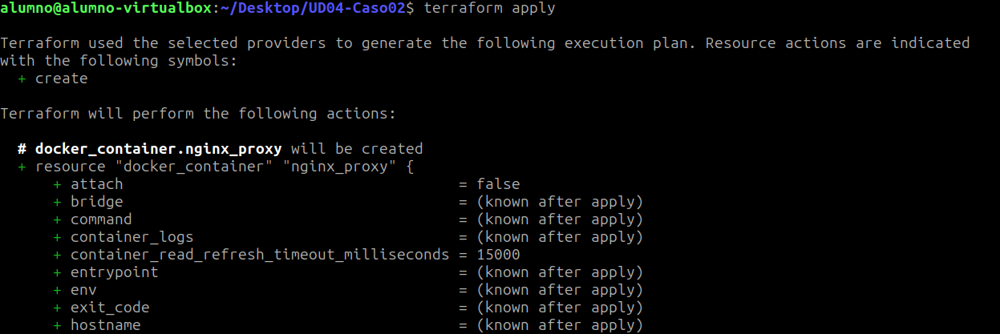 alumno@alumno-virtualbox:~/Desktop/UD04-Caso02$ terraform apply
Terraform used the selected providers to generate the following execution plan. Resource actions are indicated
with the following symbols:
+ create
Terraform will perform the following actions:
# docker_container.nginx_proxy will be created
+ resource "docker_container" "nginx_proxy" {
+ attach = false
+ bridge = (known after apply)
+ command = (known after apply)
+ container_logs = (known after apply)
+ container_read_refresh_timeout_milliseconds = 15000
+ entrypoint = (known after apply)
+ env = (known after apply)
+ exit_code = (known after apply)
+ hostname = (known after apply)